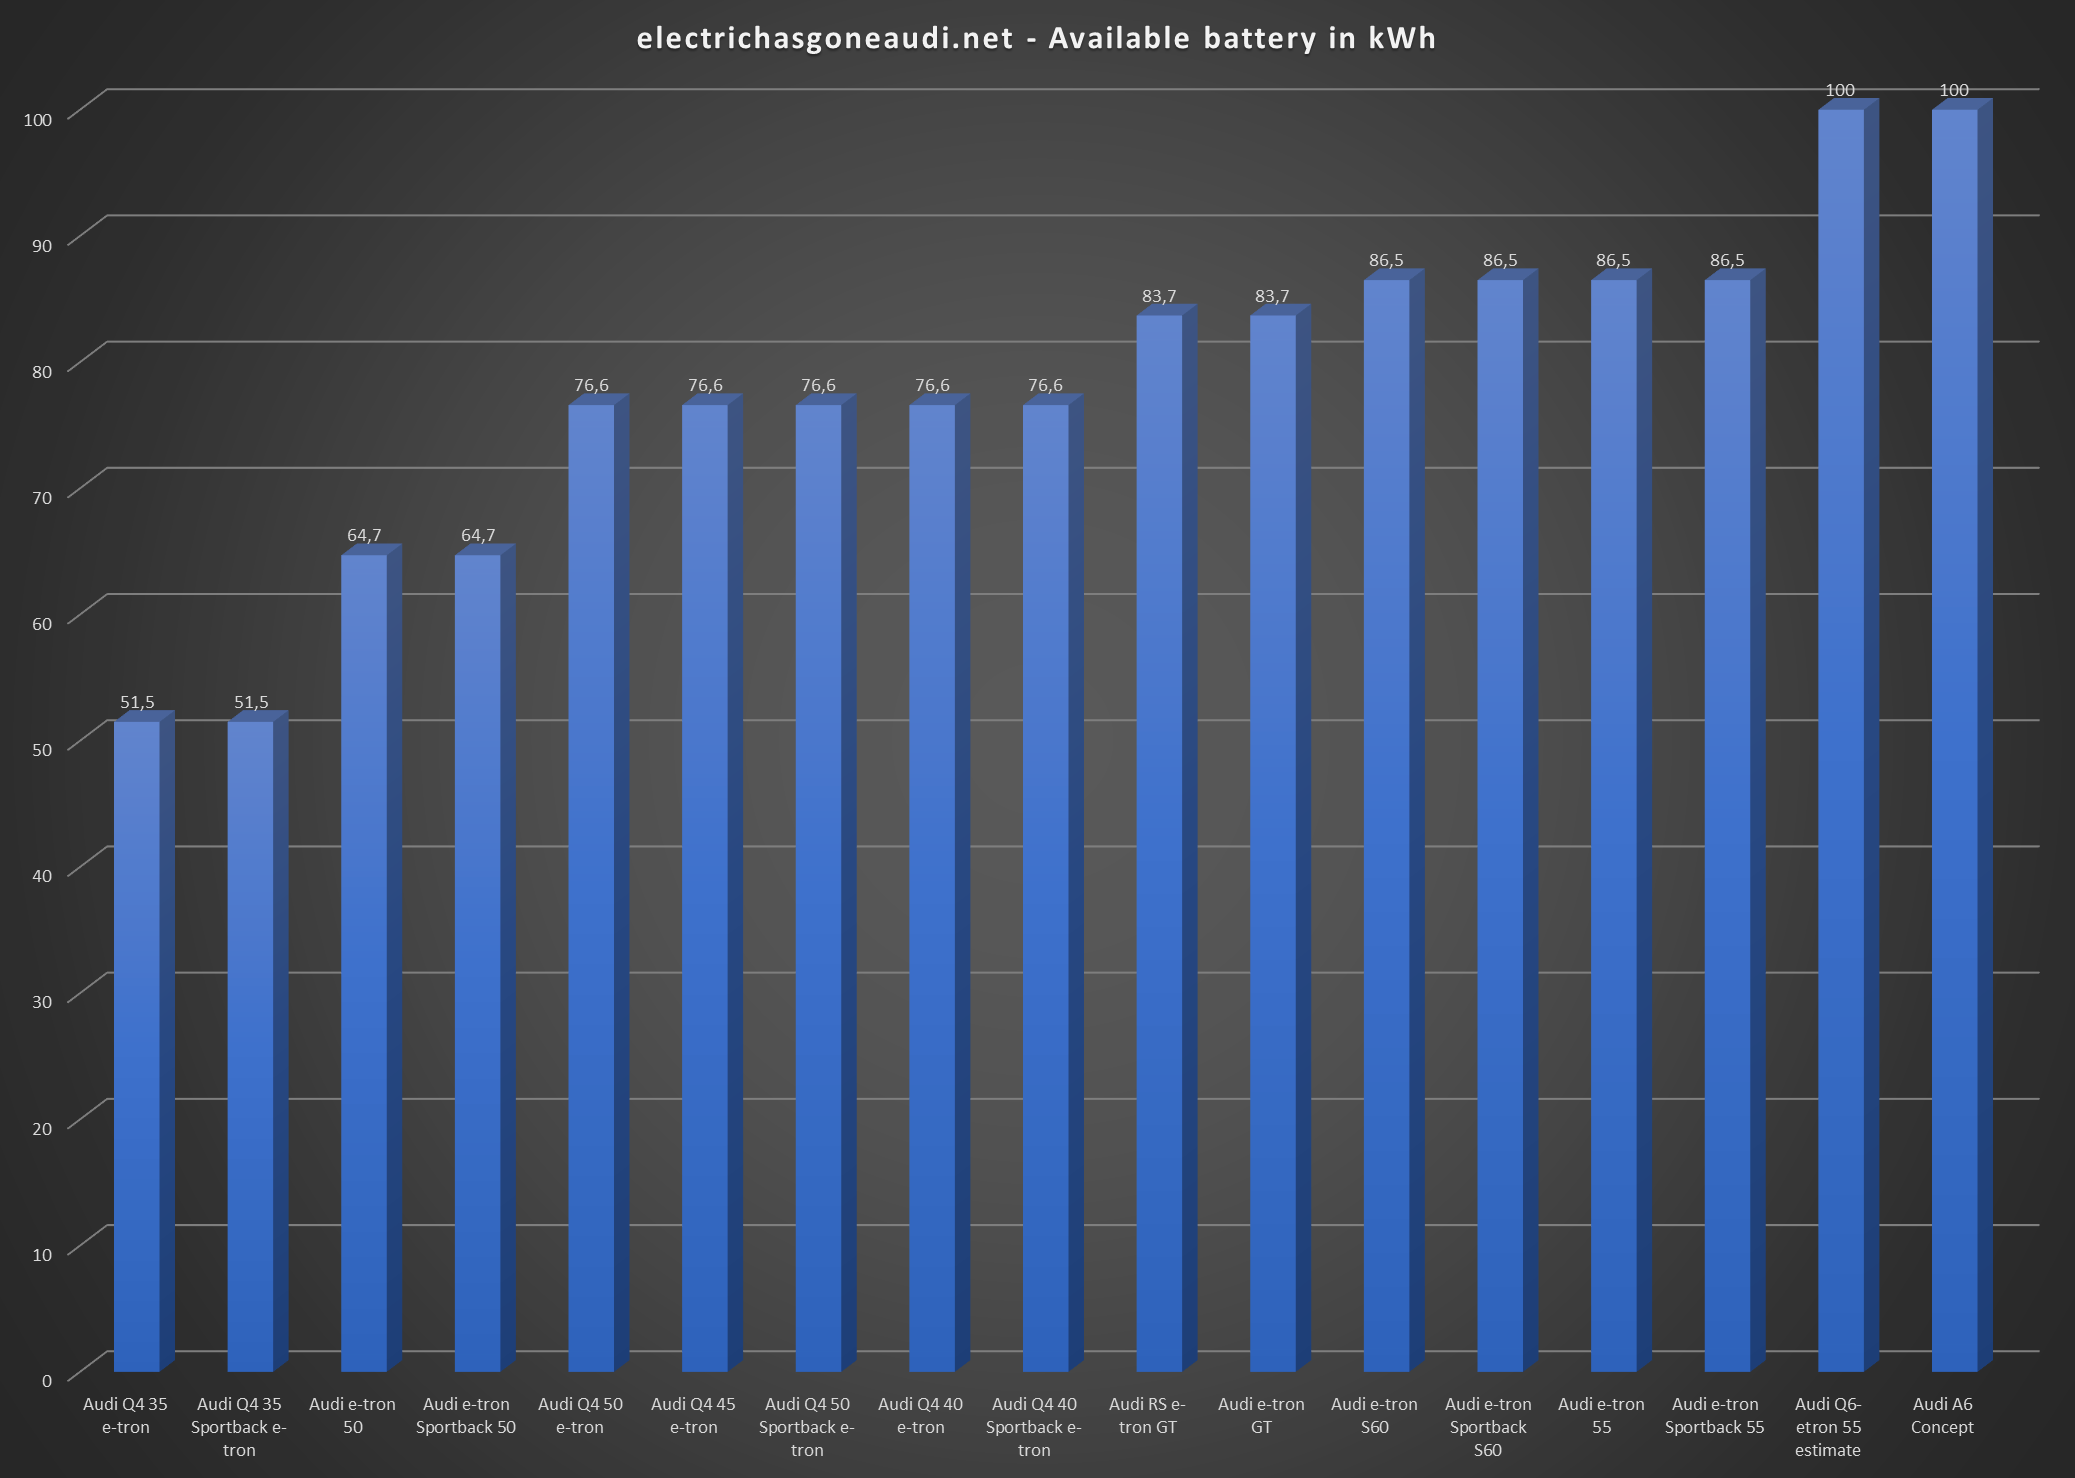 electrichasgoneaudi.net - Available battery in kWh
100
90
80
70
60
50
40
30
20
10
0
51,5
51,5
64,7
64,7
76,6
76,6
76,6
76,6
76,6
83,7
83,7
86,5
86,5
86,5
86,5
100
100
Audi Q4 35
e-tron
Audi Q4 35
Sportback e-
tron
Audi e-tron
50
Audi e-tron
Sportback 50
Audi Q4 50
e-tron
Audi Q4 45
e-tron
Audi Q4 50
Sportback e-
tron
Audi Q4 40
e-tron
Audi Q4 40
Sportback e-
tron
Audi RS e-
tron GT
Audi e-tron
GT
Audi e-tron
S60
Audi e-tron
Sportback
S60
Audi e-tron
55
Audi e-tron
Sportback 55
Audi Q6-
etron 55
estimate
Audi A6
Concept